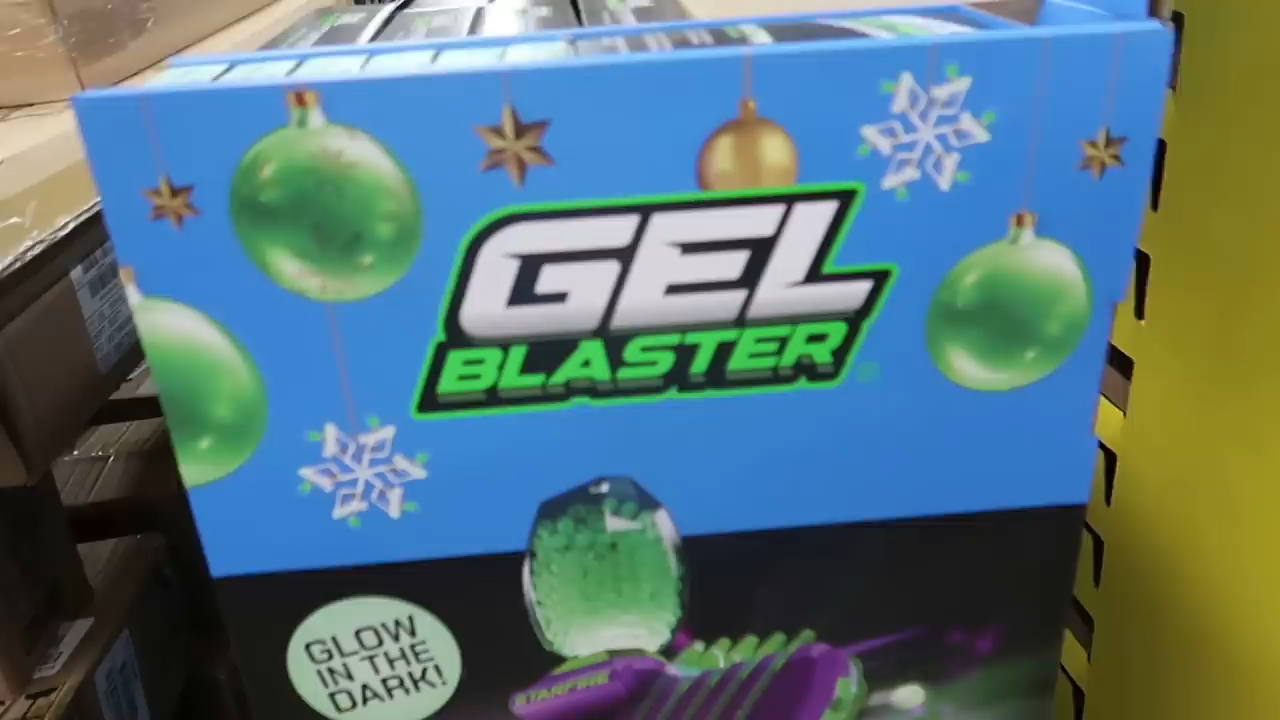 GEL
BLASTER
GLOW
IN THE
DARK!
STARFIRE